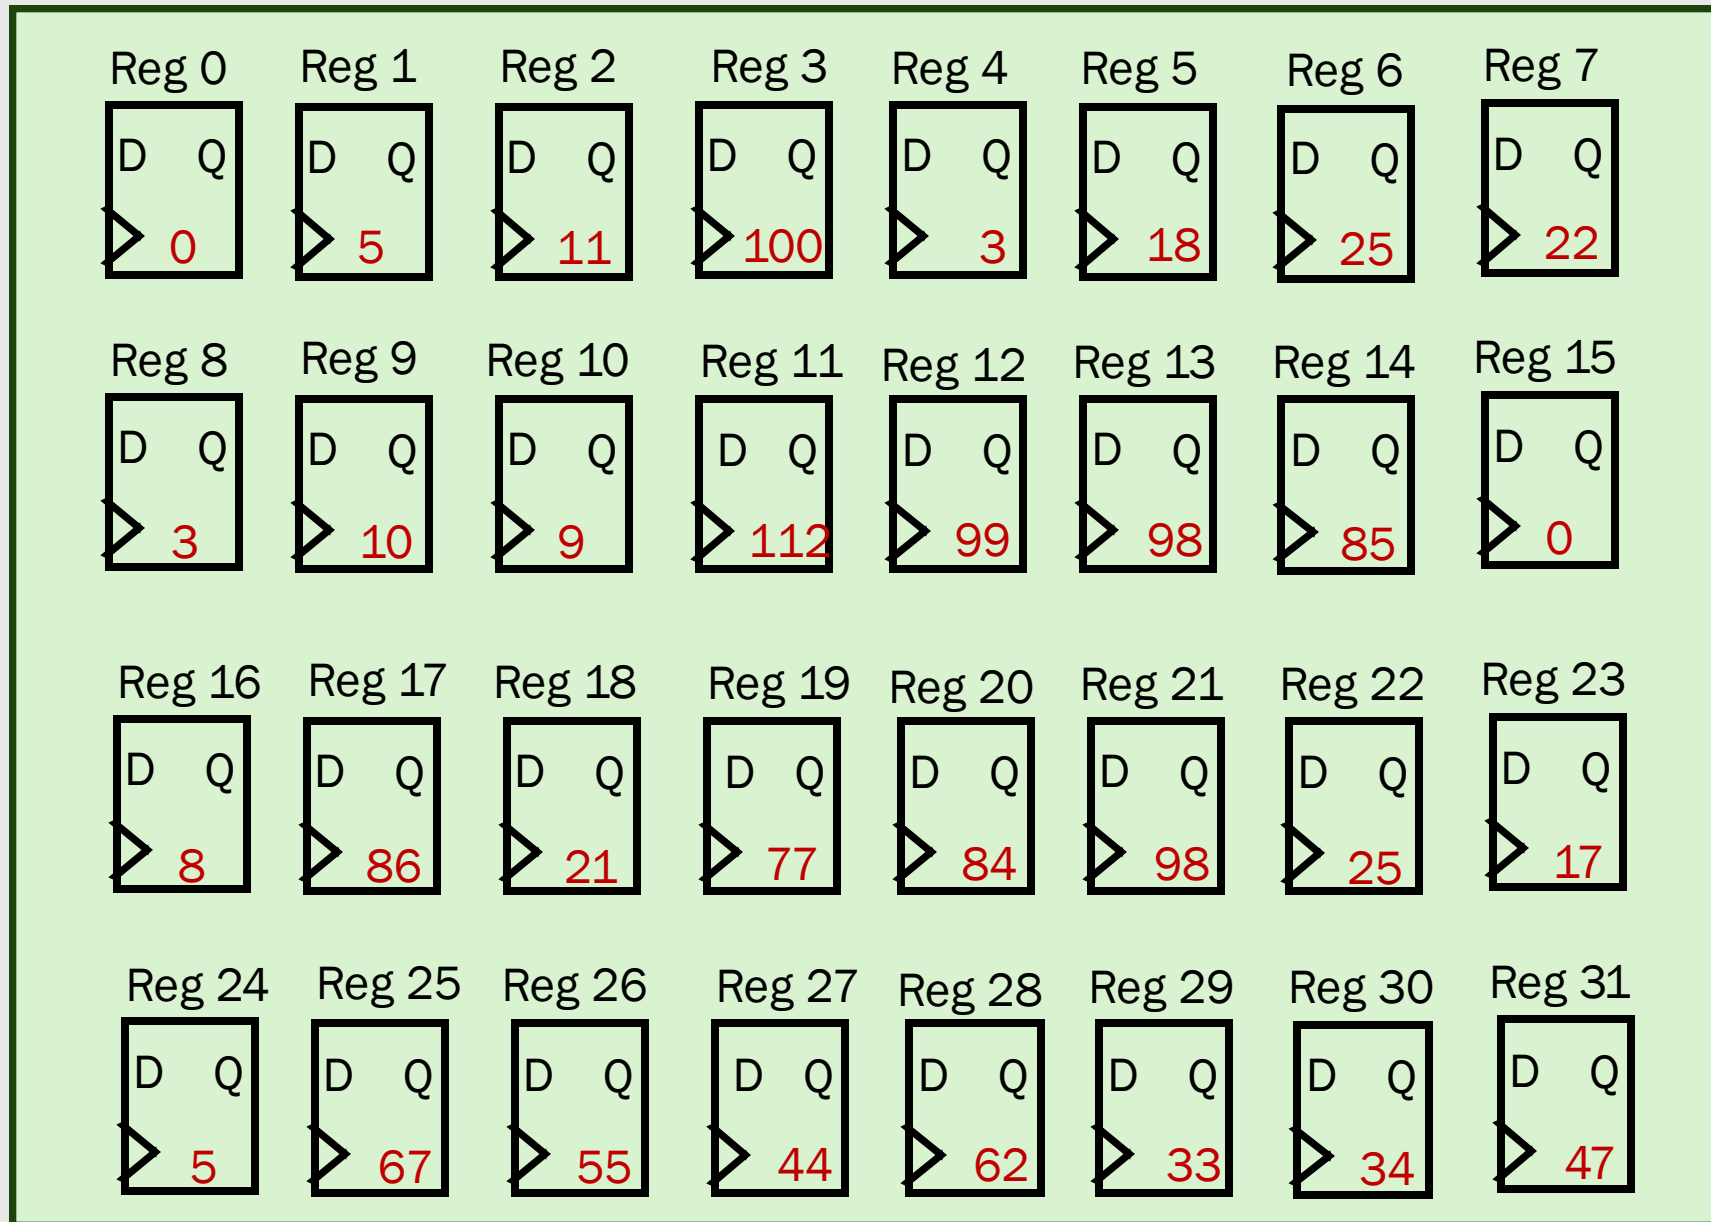 Reg 0 Reg 1 Reg 2 Reg 3 Reg 4 Reg 5 Reg 6 Reg 7
D Q D Q D Q D Q D Q D Q D Q D Q
0 5 11 100 3 18 25 22
Reg 8 Reg 9 Reg 10 Reg 11 Reg 12 Reg 13 Reg 14 Reg 15
D Q D Q D Q D Q D Q D Q D Q D Q
3 10 9 112 99 98 85 0
Reg 16 Reg 17 Reg 18 Reg 19 Reg 20 Reg 21 Reg 22 Reg 23
D Q D Q D Q D Q D Q D Q D Q D Q
8 86 21 77 84 98 25 17
Reg 24 Reg 25 Reg 26 Reg 27 Reg 28 Reg 29 Reg 30 Reg 31
D Q D Q D Q D Q D Q D Q D Q D Q
5 67 55 44 62 33 34 47